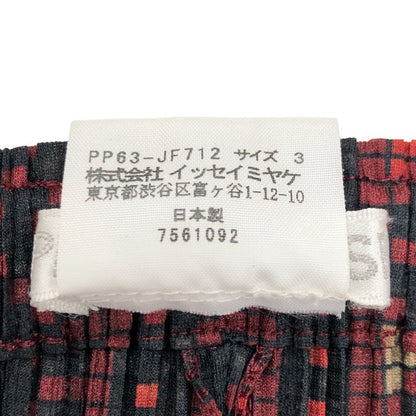 PP63-JF712 サイズ 3
株式会社 イッセイミヤケ
東京都渋谷区富ヶ谷1-12-10
日本製
7561092